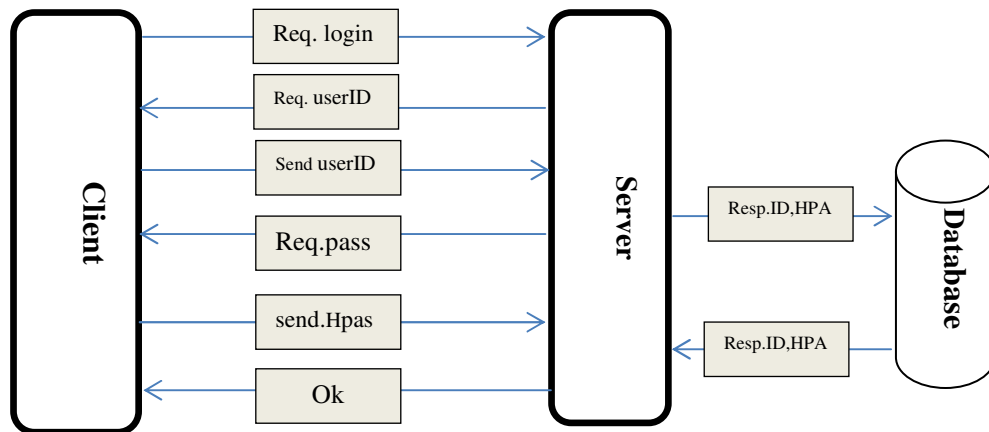 Client
Req. login
Req. userID
Send userID
Req.pass
send.Hpas
Ok
Server
Resp.ID,HPA
Resp.ID,HPA
Database